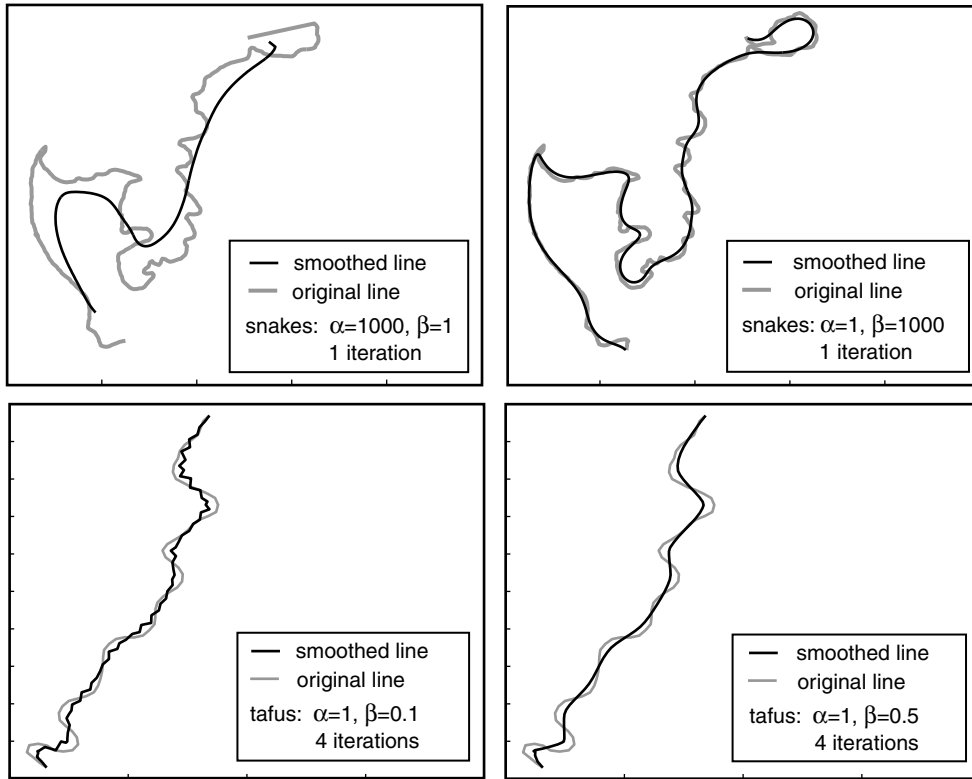 smoothed line
original line
snakes: α=1000, β=1
1 iteration
smoothed line
original line
snakes: α=1, β=1000
1 iteration
smoothed line
original line
tafus: α=1, β=0.1
4 iterations
smoothed line
original line
tafus: α=1, β=0.5
4 iterations